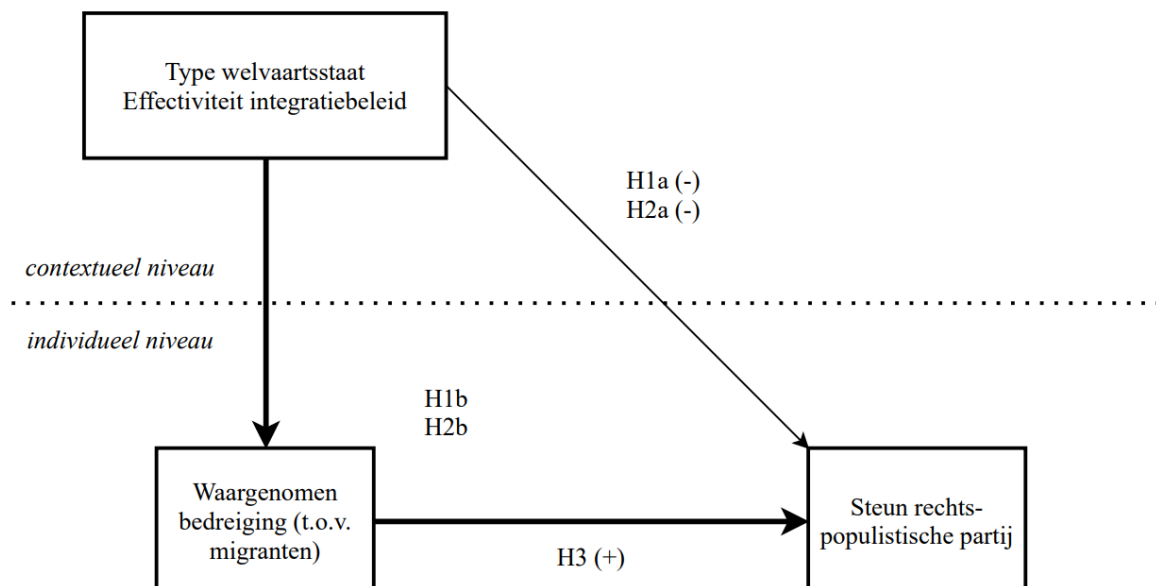 Type welvaartsstaat
Effectiviteit integratiebeleid
H1a (-)
H2a (-)
contextueel niveau
individueel niveau
H1b
H2b
Waargenomen
bedreiging (t.o.v.
migranten)
Steun rechts-
populistische partij
H3 (+)